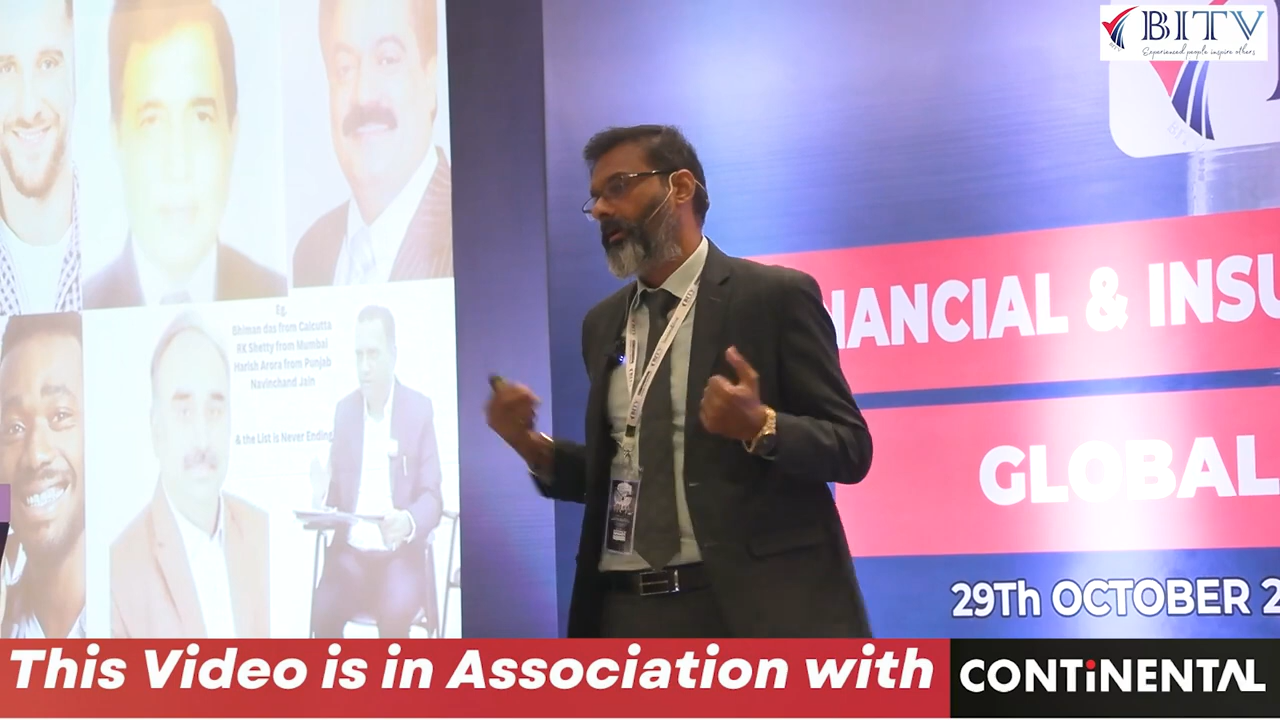 BITV
Experienced people inspire others
Eg.
Bhiman das from Calcutta
RK Shetty from Mumbai
Harish Arora from Punjab
Navinchand Jain
& the List is Never Ending
NANCIAL & INSU
GLOBAL
29Th OCTOBER 2
This Video is in Association with
CONTiNENTAL